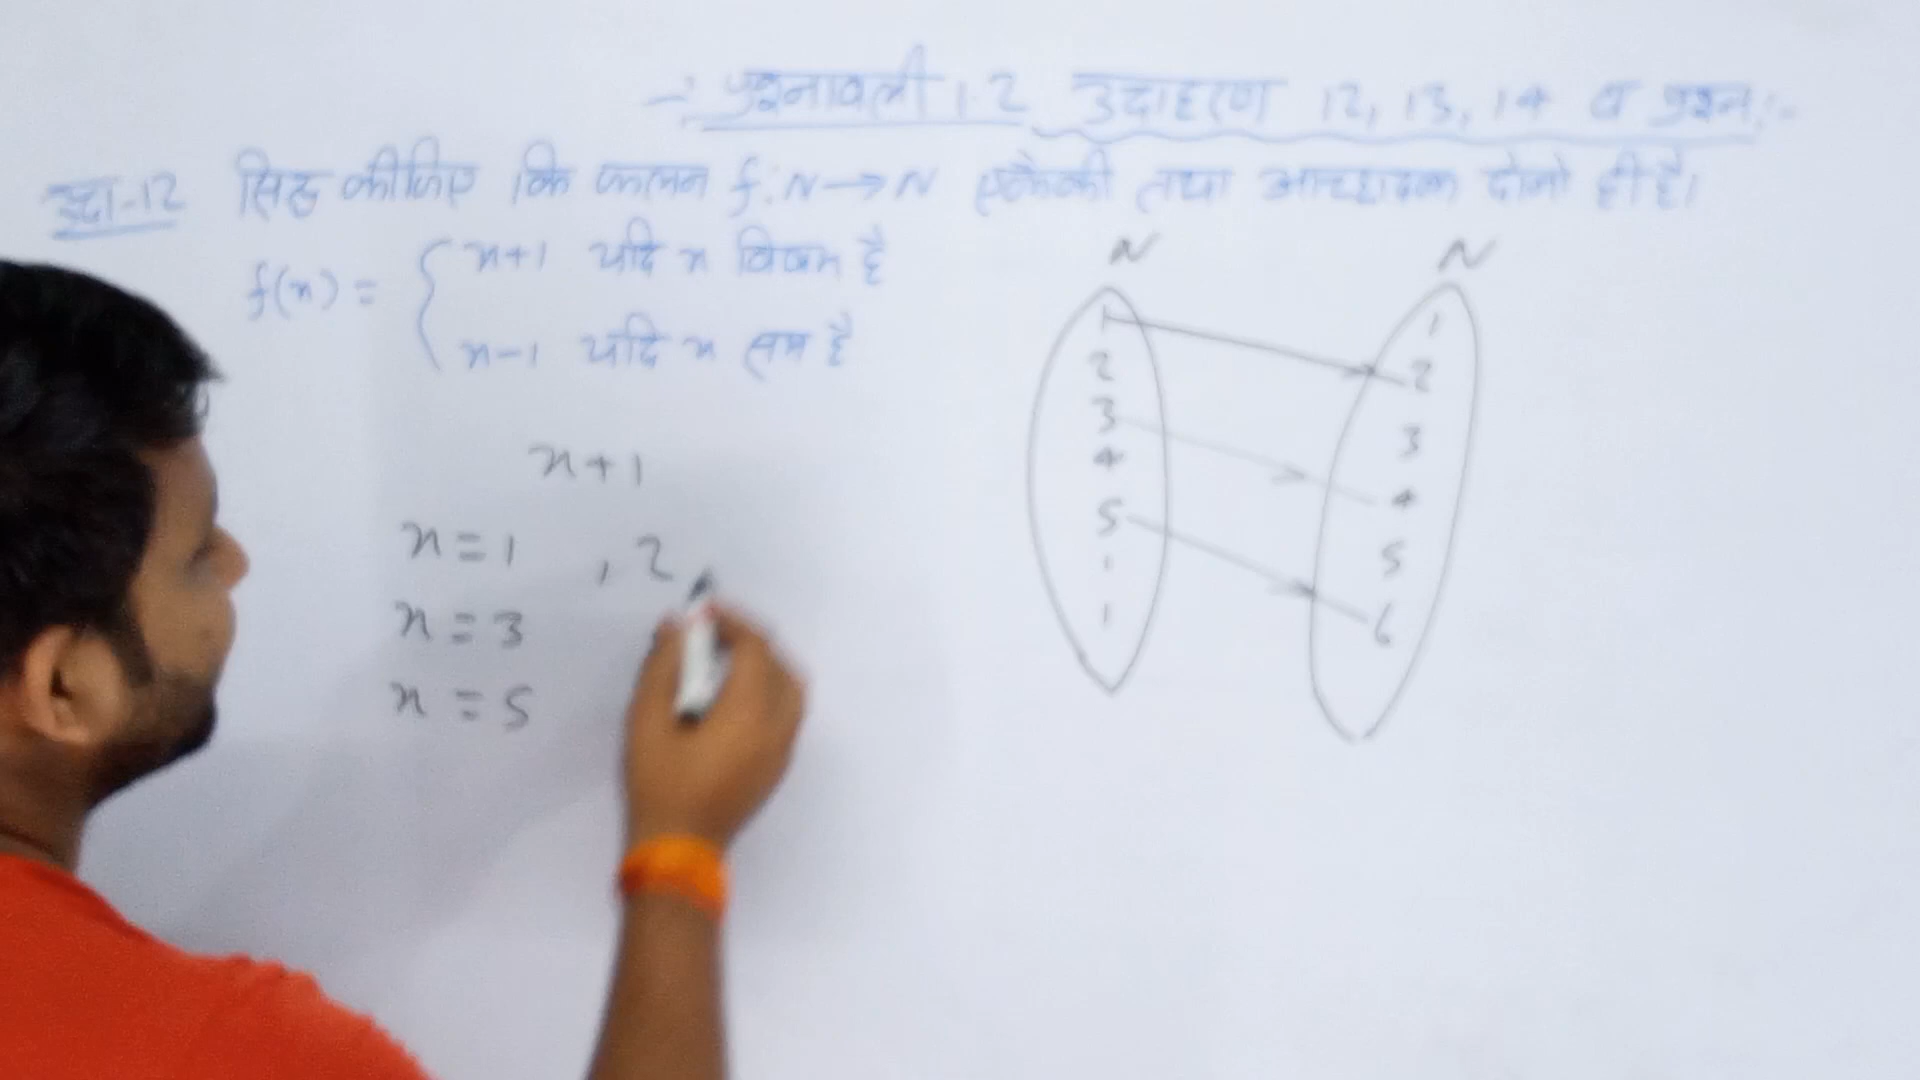 -: प्रश्नावली 1.2 उदाहरण 12, 13, 14 व प्रश्न:-
उदा-12 सिद्ध कीजिए कि फलन f: N→N एकैकी तथा आच्छादक दोनो ही है।
f(x) = { x+1 यदि x विषम है
x-1 यदि x सम है
N N
1 1
2 2
3 3
4 4
5 5
1 6
1
x+1
x=1 , 2
x=3
x=5